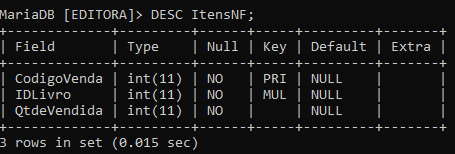 MariaDB [EDITORA]> DESC ItensNF;
+-------------+---------+------+-----+---------+-------+
| Field       | Type    | Null | Key | Default | Extra |
+-------------+---------+------+-----+---------+-------+
| CodigoVenda | int(11) | NO   | PRI | NULL    |       |
| IDLivro     | int(11) | NO   | MUL | NULL    |       |
| QtdeVendida | int(11) | NO   |     | NULL    |       |
+-------------+---------+------+-----+---------+-------+
3 rows in set (0.015 sec)